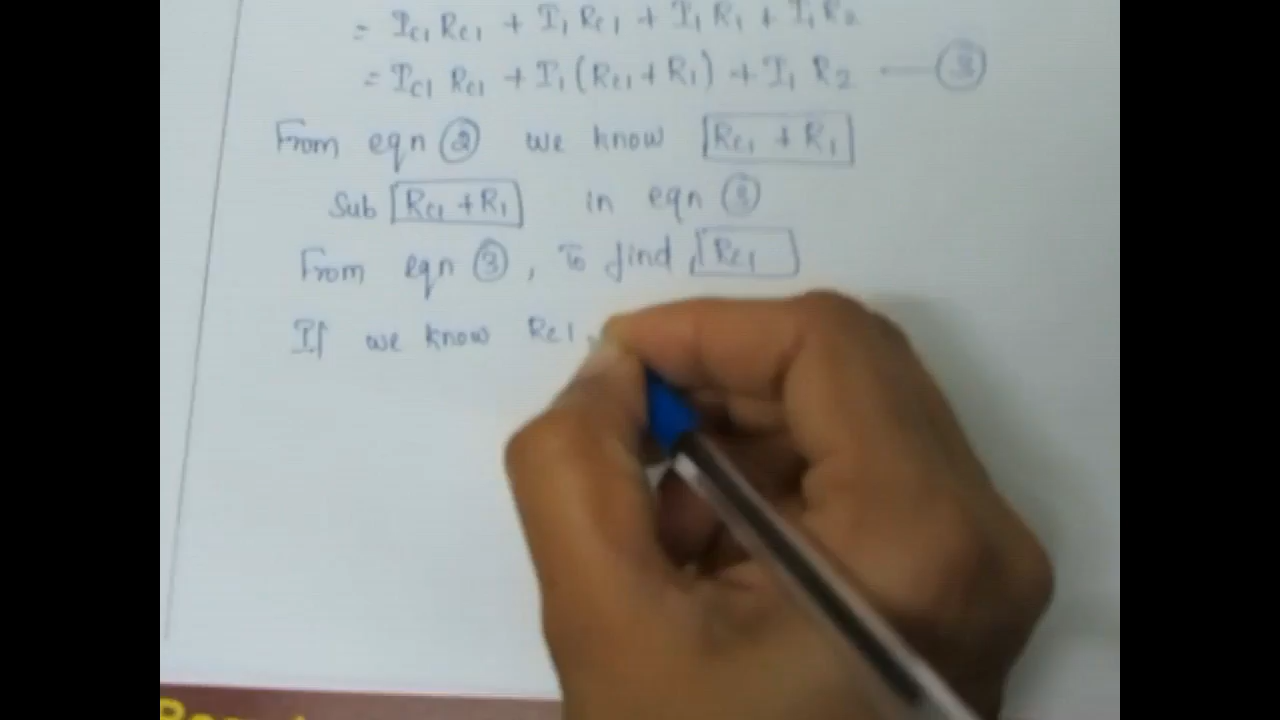 = IC1 RC1 + I1 RC1 + I1 R1 + I1 R2
= IC1 RC1 + I1 (RC1 + R1) + I1 R2 — 3
From eqn 2 we know RC1 + R1
Sub RC1 + R1 in eqn 3
From eqn 3, To find, RC1
If we know RC1